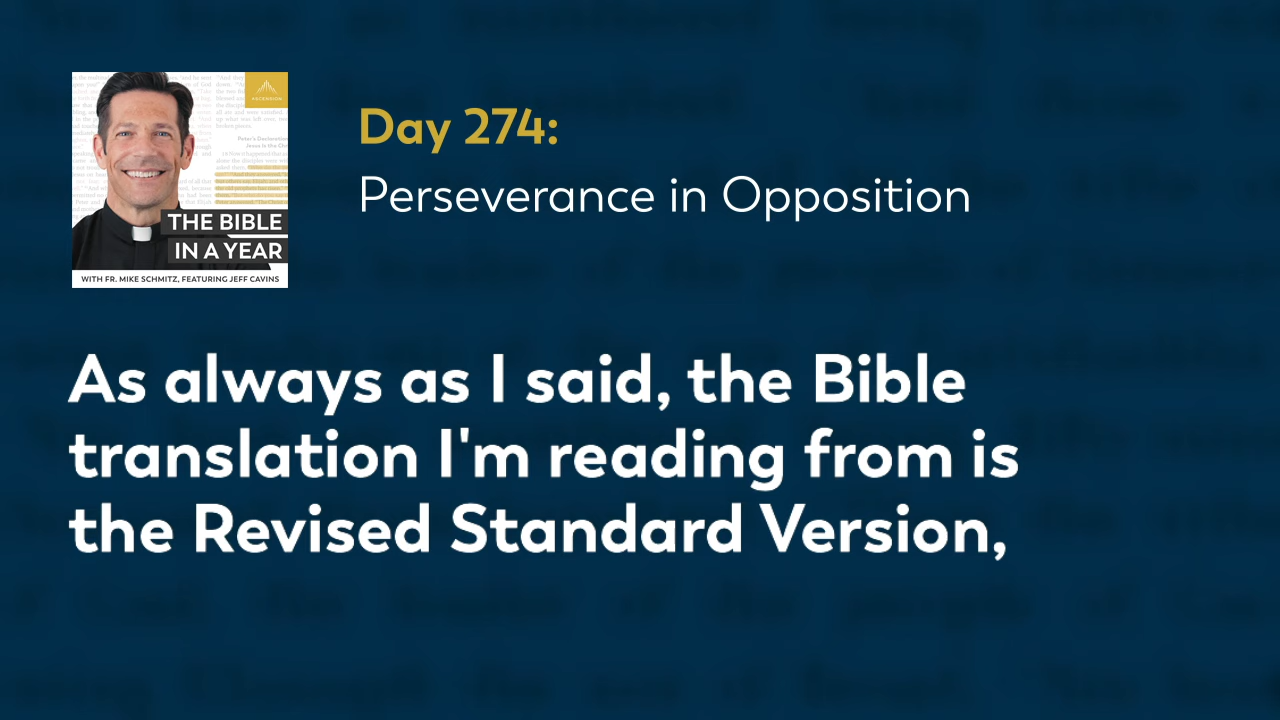 ASCENSION
THE BIBLE
IN A YEAR
WITH FR. MIKE SCHMITZ, FEATURING JEFF CAVINS
Day 274:
Perseverance in Opposition
As always as I said, the Bible
translation I'm reading from is
the Revised Standard Version,